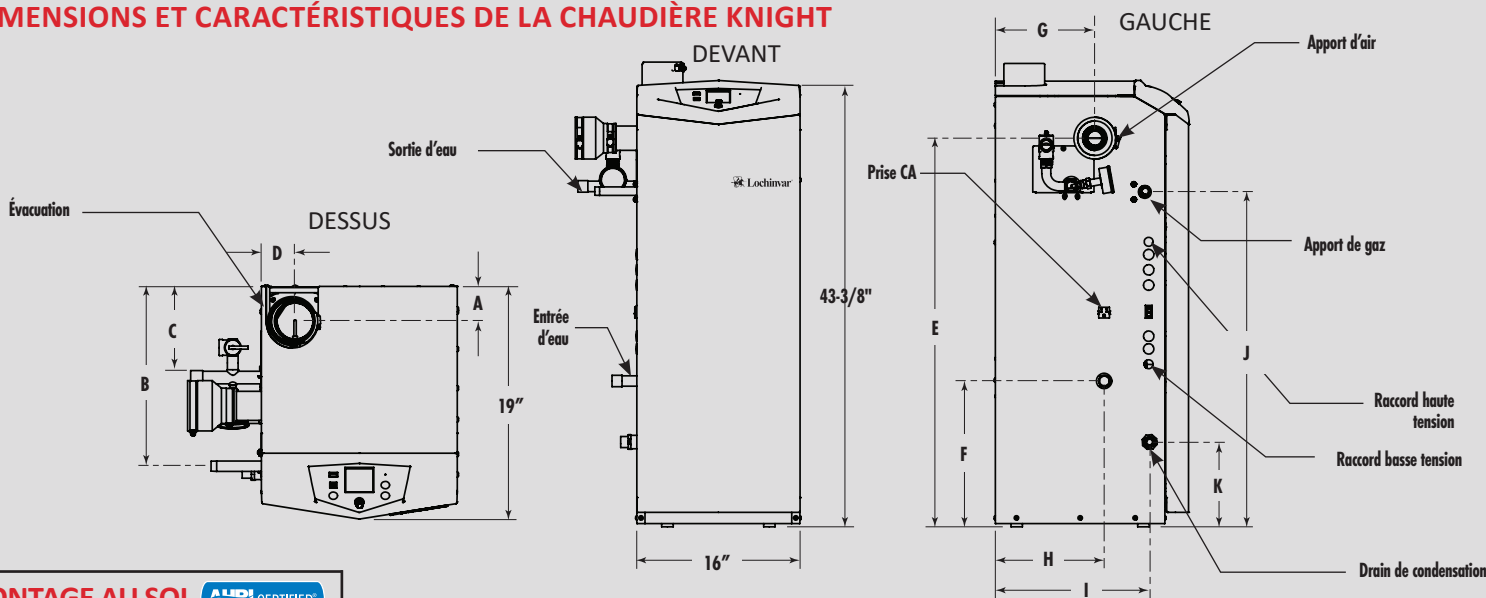 MENSIONS ET CARACTÉRISTIQUES DE LA CHAUDIÈRE KNIGHT
GAUCHE
G
DEVANT
Apport d'air
Sortie d'eau
Lochinvar
Prise CA
Évacuation
DESSUS
D
A
Apport de gaz
C
B
43-3/8"
E
J
Entrée
d'eau
19"
Raccord haute
tension
F
Raccord basse tension
K
16"
H
I
Drain de condensation
ONTAGE AU SOL
AHRI CERTIFIED®